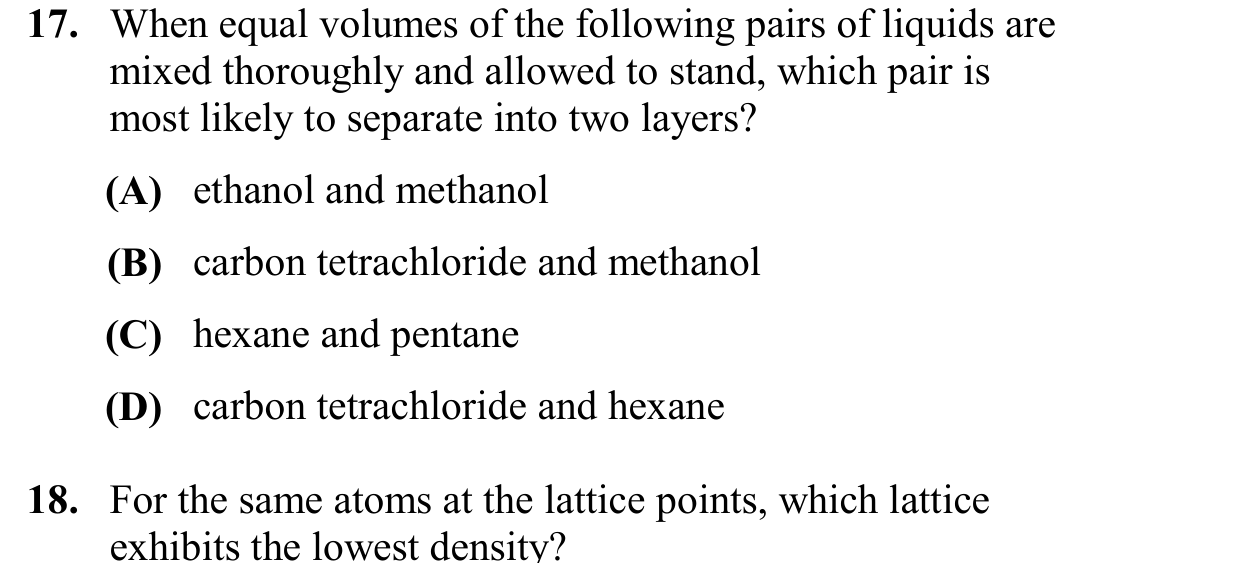 17. When equal volumes of the following pairs of liquids are
mixed thoroughly and allowed to stand, which pair is
most likely to separate into two layers?
(A) ethanol and methanol
(B) carbon tetrachloride and methanol
(C) hexane and pentane
(D) carbon tetrachloride and hexane
18. For the same atoms at the lattice points, which lattice
exhibits the lowest density?